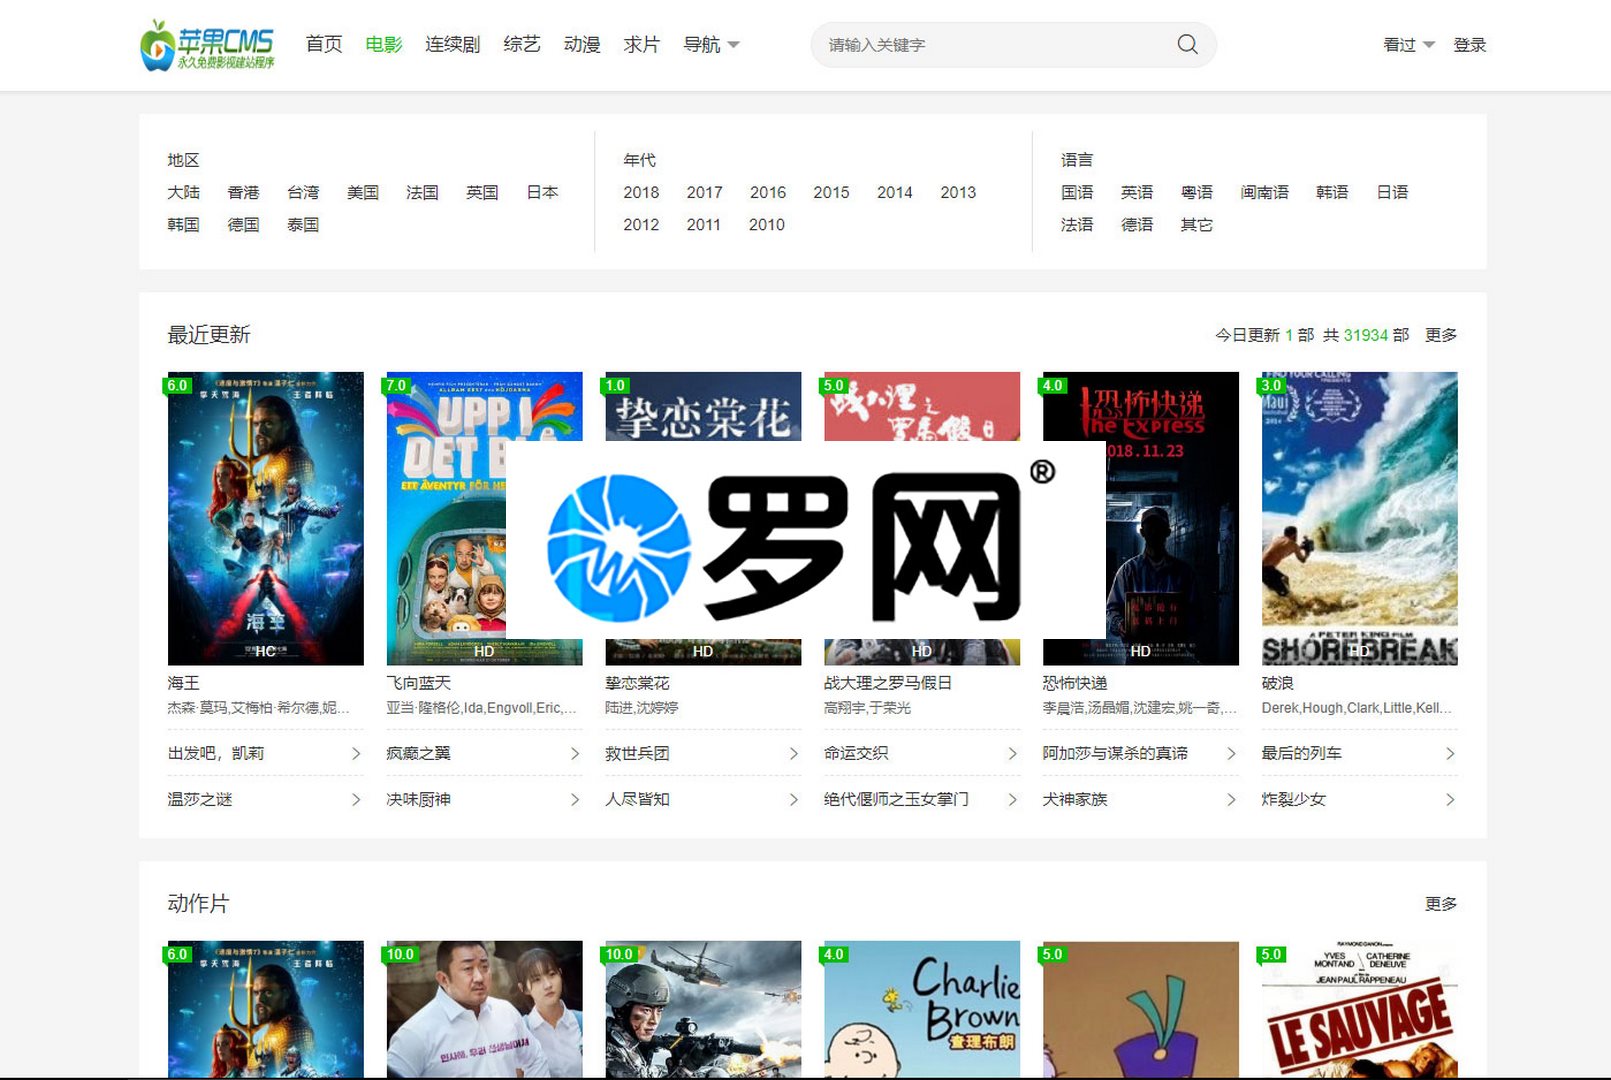 苹果CMS
永久免费影视建站程序
首页 电影 连续剧 综艺 动漫 求片 导航
请输入关键字
看过 登录
地区
大陆 香港 台湾 美国 法国 英国 日本
韩国 德国 泰国
年代
2018 2017 2016 2015 2014 2013
2012 2011 2010
语言
国语 英语 粤语 闽南语 韩语 日语
法语 德语 其它
最近更新
今日更新 1 部 共 31934 部 更多
6.0 7.0 1.0 5.0 4.0 3.0
UPP I
挚恋棠花
战大理之
罗马假日
恐怖快递
The Express
2018.11.23
Maui
海王
A PETER KING FILM
SHOREBREAK
罗网®
HC HD HD HD HD HD
海王 飞向蓝天 挚恋棠花 战大理之罗马假日 恐怖快递 破浪
杰森·莫玛,艾梅柏·希尔德,妮... 亚当·隆格伦,Ida,Engvoll,Eric,... 陆进,沈婷婷 高翔宇,于荣光 李晨浩,汤晶媚,沈建宏,姚一奇,... Derek,Hough,Clark,Little,Kell...
出发吧，凯莉 疯癫之翼 救世兵团 命运交织 阿加莎与谋杀的真谛 最后的列车
温莎之谜 决味厨神 人尽皆知 绝代偃师之玉女掌门 犬神家族 炸裂少女
动作片
更多
6.0 10.0 10.0 4.0 5.0 5.0
Charlie
Brown
查理布朗
YVES MONTAND CATHERINE DENEUVE
JEAN-PAUL RAPPENEAU
LE SAUVAGE